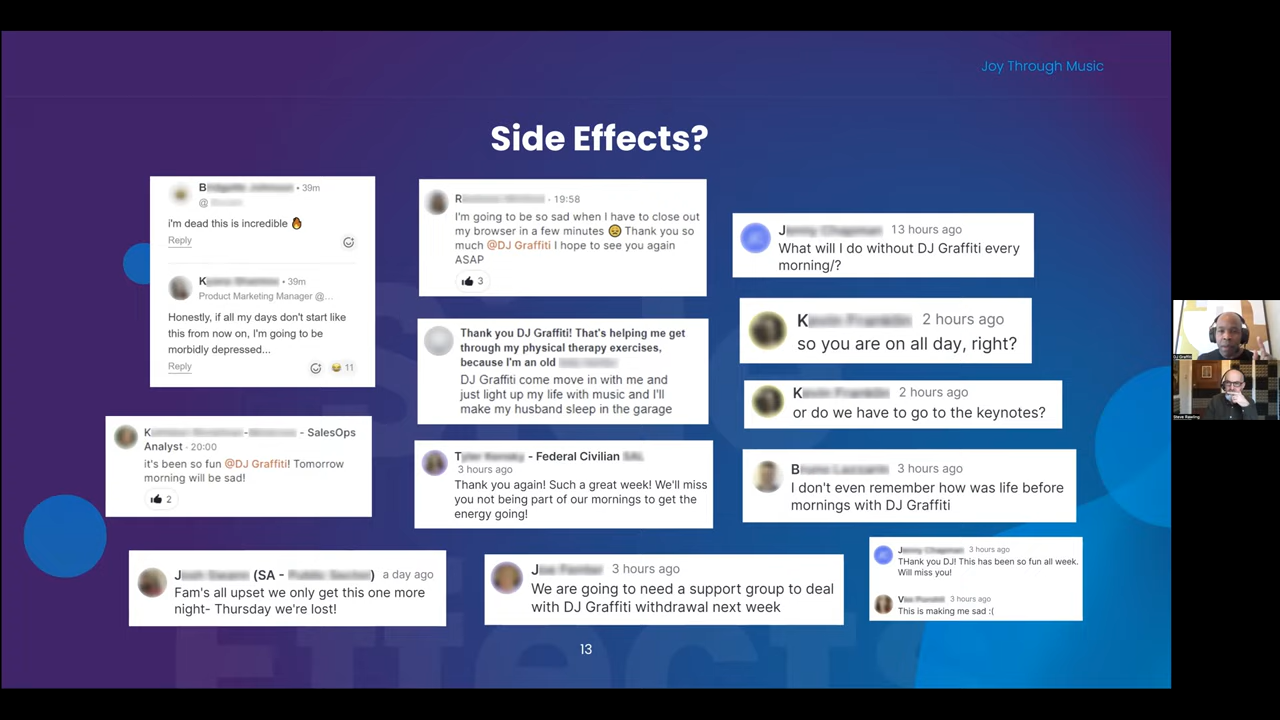 Joy Through Music
Side Effects?
B • 39m
@
i'm dead this is incredible 🔥
Reply
K • 39m
Product Marketing Manager @...
Honestly, if all my days don't start like
this from now on, I'm going to be
morbidly depressed...
Reply
😂 11
K - - SalesOps
Analyst · 20:00
it's been so fun @DJ Graffiti! Tomorrow
morning will be sad!
2
J (SA - ) a day ago
Fam's all upset we only get this one more
night- Thursday we're lost!
R · 19:58
I'm going to be so sad when I have to close out
my browser in a few minutes 😢 Thank you so
much @DJ Graffiti I hope to see you again
ASAP
3
Thank you DJ Graffiti! That's helping me get
through my physical therapy exercises,
because I'm an old
DJ Graffiti come move in with me and
just light up my life with music and I'll
make my husband sleep in the garage
T - Federal Civilian
3 hours ago
Thank you again! Such a great week! We'll miss
you not being part of our mornings to get the
energy going!
J 3 hours ago
We are going to need a support group to deal
with DJ Graffiti withdrawal next week
J 13 hours ago
What will I do without DJ Graffiti every
morning/?
K 2 hours ago
so you are on all day, right?
K 2 hours ago
or do we have to go to the keynotes?
B 3 hours ago
I don't even remember how was life before
mornings with DJ Graffiti
J 3 hours ago
THank you DJ! This has been so fun all week.
Will miss you!
V 3 hours ago
This is making me sad :(
13
Side
Effects
DJ Graffiti
Steve Rawling